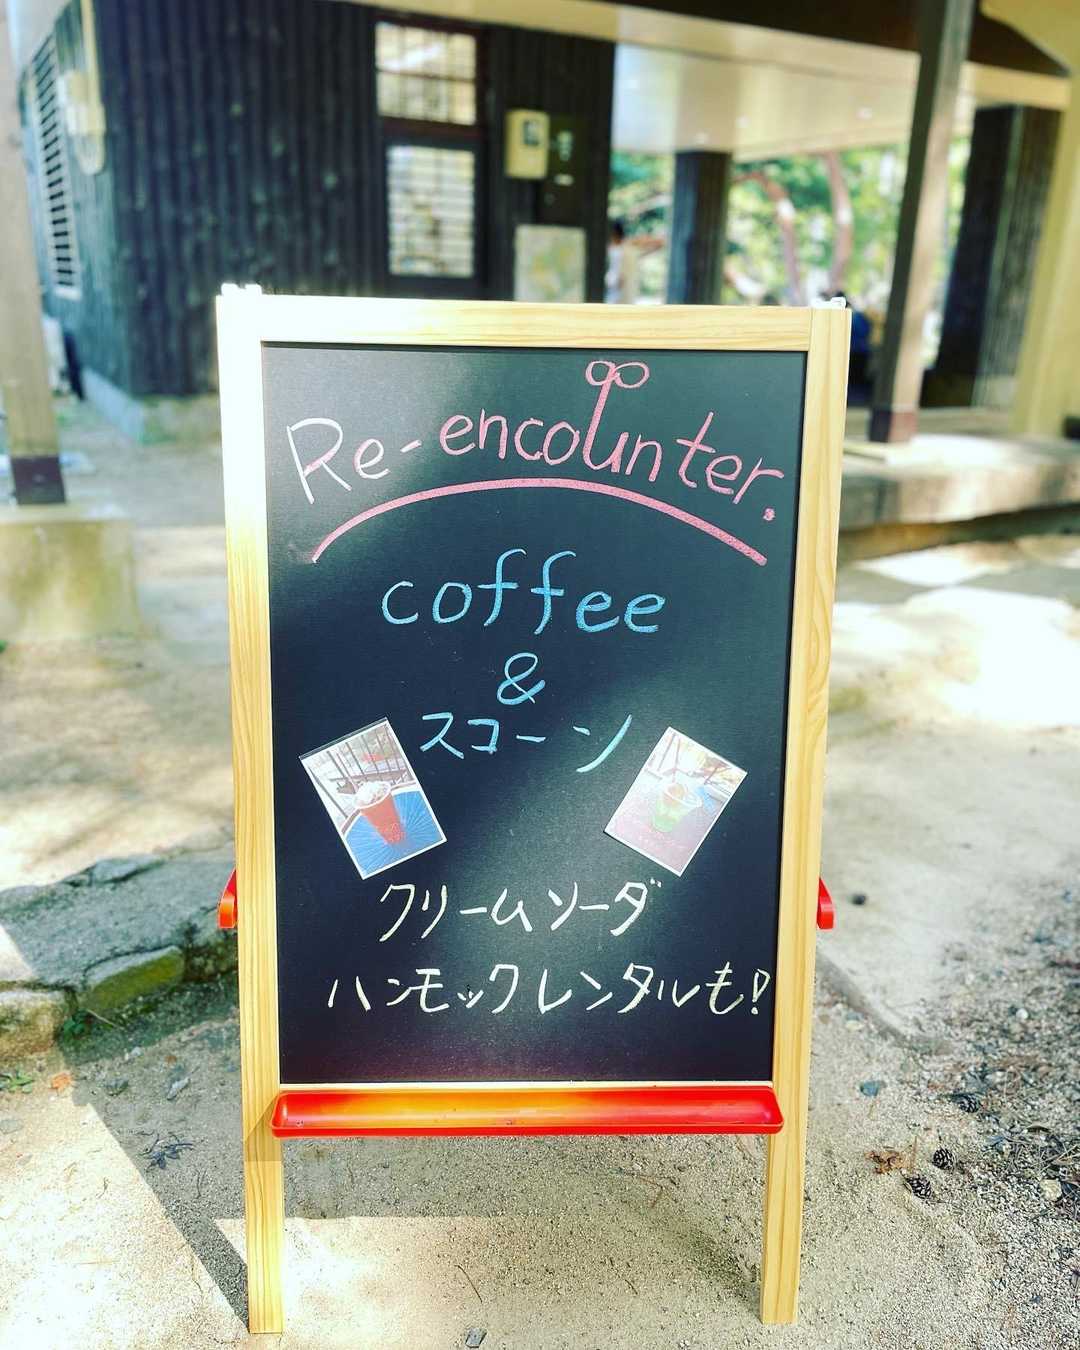 Re-encounter.
coffee
&
スコーン
クリームソーダ
ハンモックレンタルも!